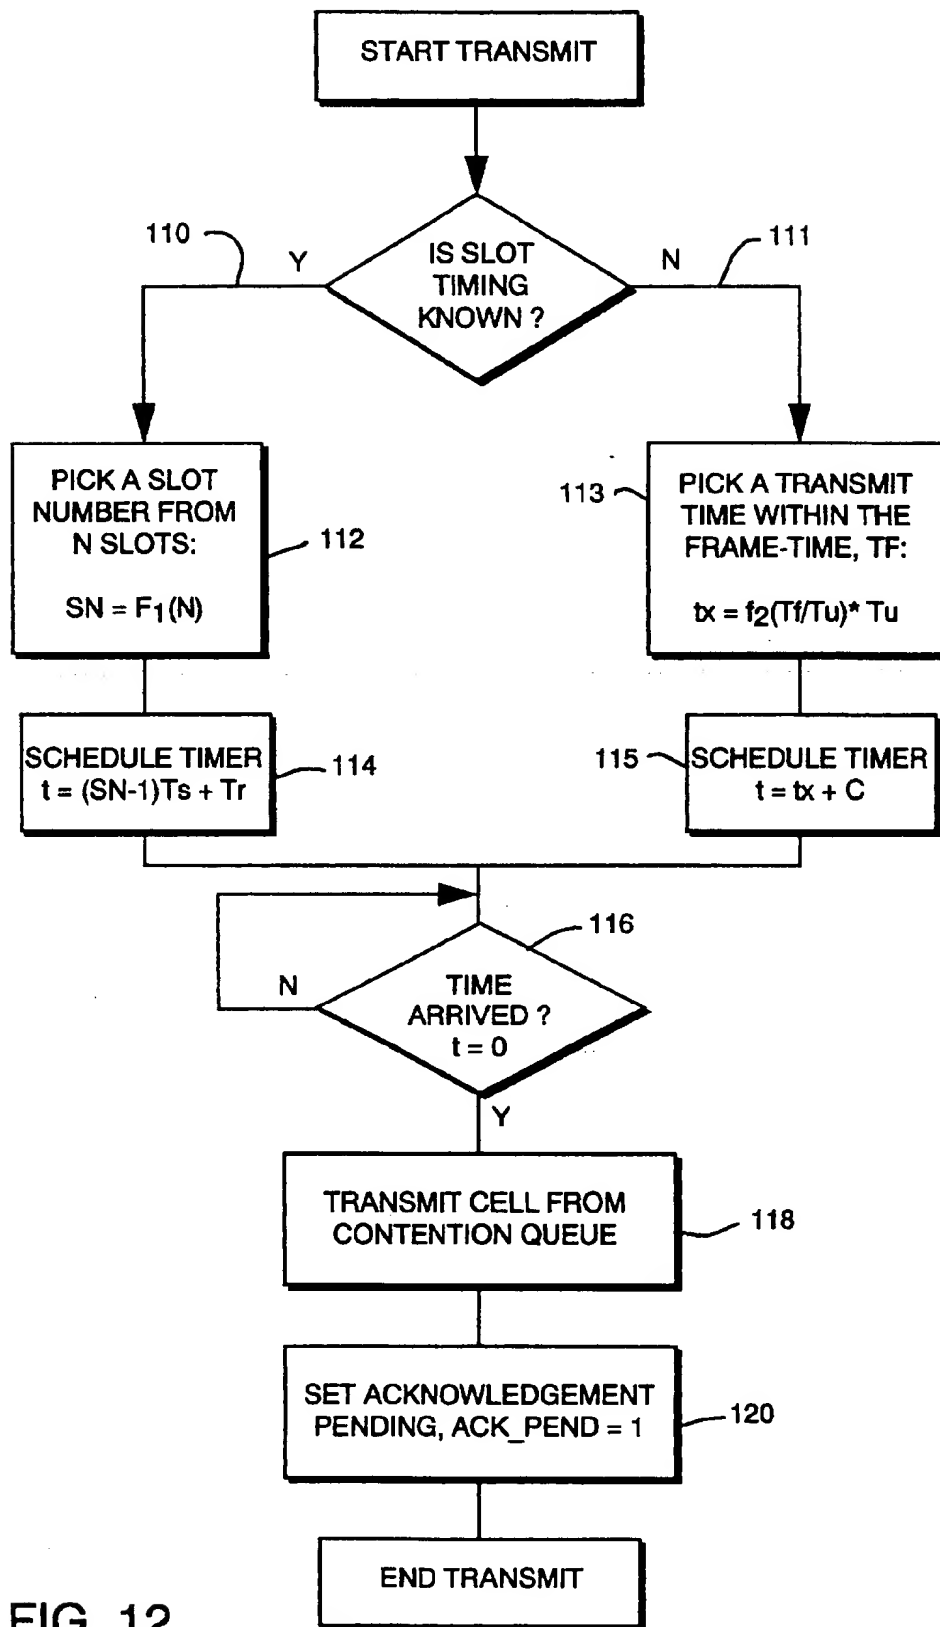 START TRANSMIT
110
Y
IS SLOT
TIMING
KNOWN ?
N
111
PICK A SLOT
NUMBER FROM
N SLOTS:
SN = F1(N)
112
113
PICK A TRANSMIT
TIME WITHIN THE
FRAME-TIME, TF:
tx = f2(Tf/Tu)* Tu
SCHEDULE TIMER
t = (SN-1)Ts + Tr
114
115
SCHEDULE TIMER
t = tx + C
116
N
TIME
ARRIVED ?
t = 0
Y
TRANSMIT CELL FROM
CONTENTION QUEUE
118
SET ACKNOWLEDGEMENT
PENDING, ACK_PEND = 1
120
END TRANSMIT
FIG. 12